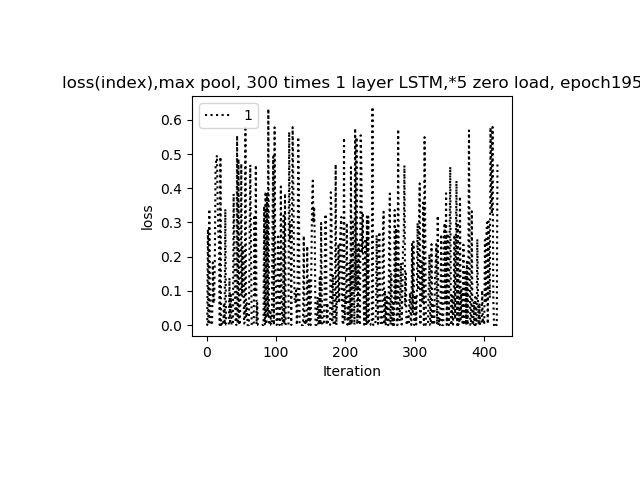 loss(index),max pool, 300 times 1 layer LSTM,*5 zero load, epoch195
1
0.6
0.5
0.4
0.3
0.2
0.1
0.0
loss
0 100 200 300 400
Iteration